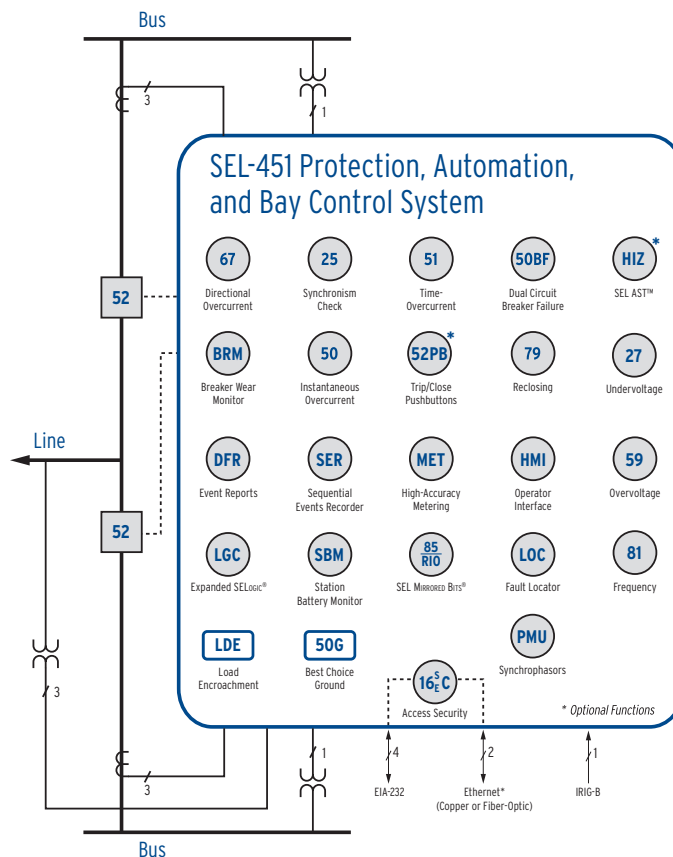 Bus
3
1
SEL-451 Protection, Automation,
and Bay Control System
67
25
51
50BF
HIZ*
Directional
Overcurrent
Synchronism
Check
Time-
Overcurrent
Dual Circuit
Breaker Failure
SEL AST™
52
BRM
50
52PB*
79
27
Breaker Wear
Monitor
Instantaneous
Overcurrent
Trip/Close
Pushbuttons
Reclosing
Undervoltage
Line
DFR
SER
MET
HMI
59
Event Reports
Sequential
Events Recorder
High-Accuracy
Metering
Operator
Interface
Overvoltage
52
LGC
SBM
85
RIO
LOC
81
Expanded SELOGIC®
Station
Battery Monitor
SEL MIRRORED BITS®
Fault Locator
Frequency
LDE
50G
PMU
Load
Encroachment
Best Choice
Ground
Synchrophasors
16SEC
Access Security
* Optional Functions
3
3
1
4
2
1
EIA-232
Ethernet*
(Copper or Fiber-Optic)
IRIG-B
Bus